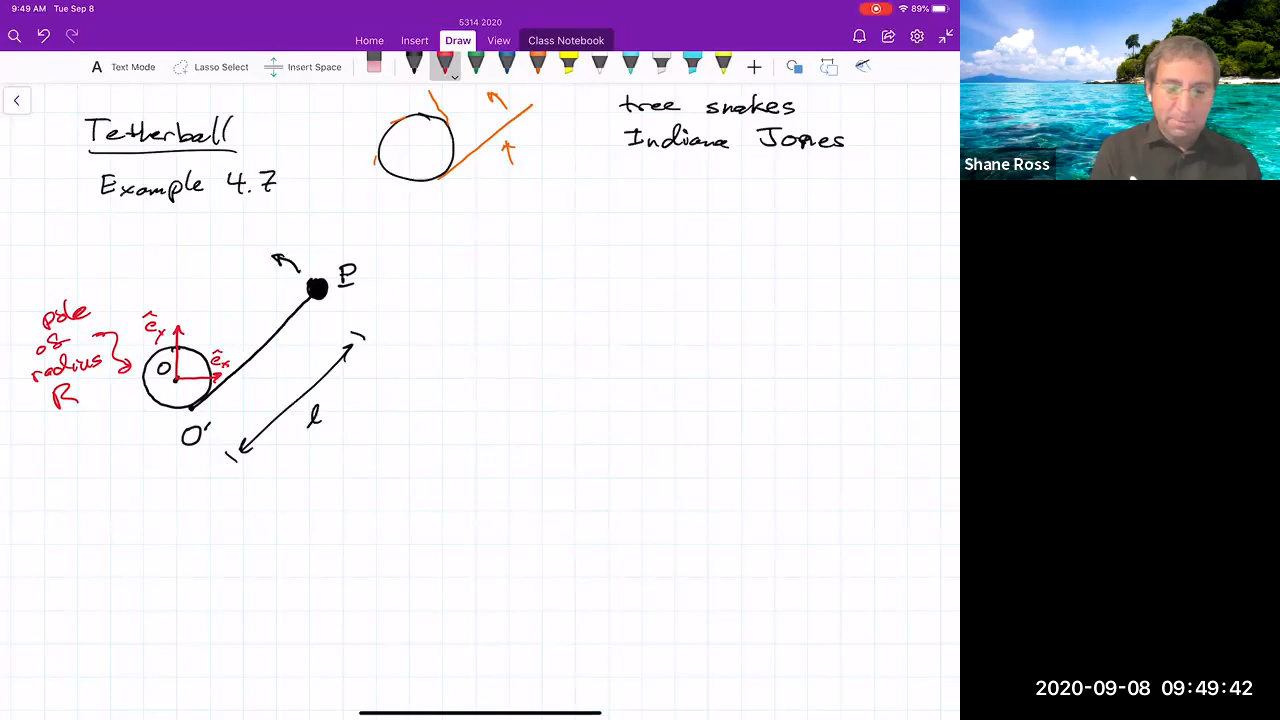 9:49 AM Tue Sep 8
5314 2020
89%
Home Insert Draw View Class Notebook
A Text Mode Lasso Select Insert Space
tree snakes
Indiana Jones
Tetherball
Example 4.7
Shane Ross
P
pole
of
radius
R
ê_y
ê_x
O
O'
l
2020-09-08 09:49:42